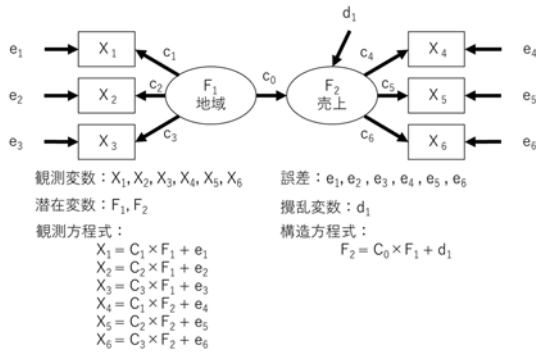 d₁
e₁ X₁ c₁ c₄ X₄ e₄
e₂ X₂ c₂ F₁ 地域 c₀ F₂ 売上 c₅ X₅ e₅
e₃ X₃ c₃ c₆ X₆ e₆
観測変数：X₁, X₂, X₃, X₄, X₅, X₆
誤差：e₁, e₂ , e₃ , e₄ , e₅ , e₆
潜在変数：F₁, F₂
攪乱変数：d₁
観測方程式：
構造方程式：
X₁ = C₁ × F₁ + e₁
F₂ = C₀ × F₁ + d₁
X₂ = C₂ × F₁ + e₂
X₃ = C₃ × F₁ + e₃
X₄ = C₁ × F₂ + e₄
X₅ = C₂ × F₂ + e₅
X₆ = C₃ × F₂ + e₆